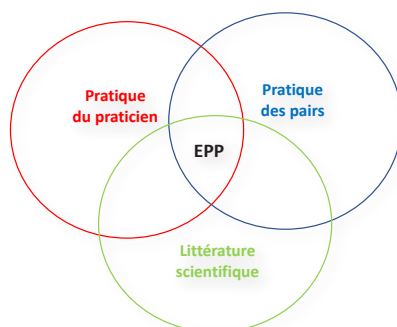 Pratique
du praticien
Pratique
des pairs
EPP
Littérature
scientifique